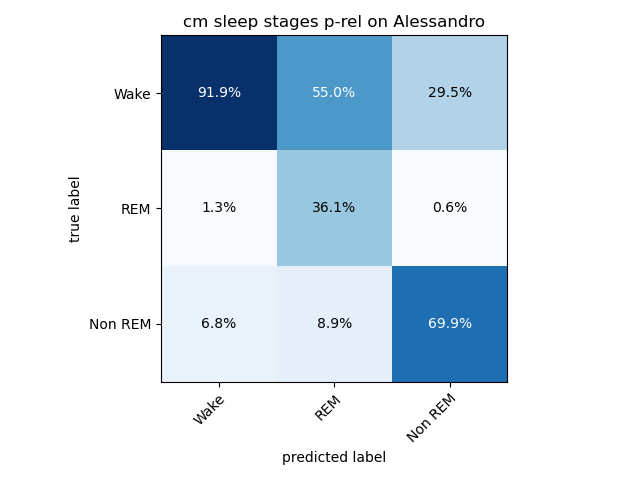 cm sleep stages p-rel on Alessandro
true label
Wake
91.9%
55.0%
29.5%
REM
1.3%
36.1%
0.6%
Non REM
6.8%
8.9%
69.9%
Wake
REM
Non REM
predicted label